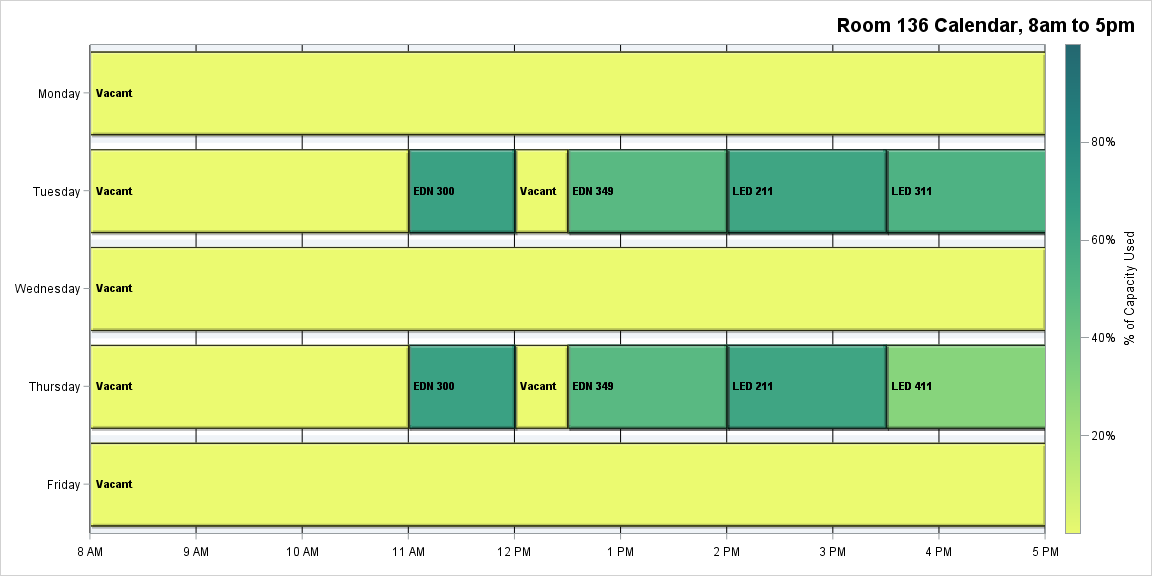 Room 136 Calendar, 8am to 5pm
Monday
Vacant
Tuesday
Vacant
EDN 300
Vacant
EDN 349
LED 211
LED 311
Wednesday
Vacant
Thursday
Vacant
EDN 300
Vacant
EDN 349
LED 211
LED 411
Friday
Vacant
8 AM
9 AM
10 AM
11 AM
12 PM
1 PM
2 PM
3 PM
4 PM
5 PM
80%
60%
40%
20%
% of Capacity Used